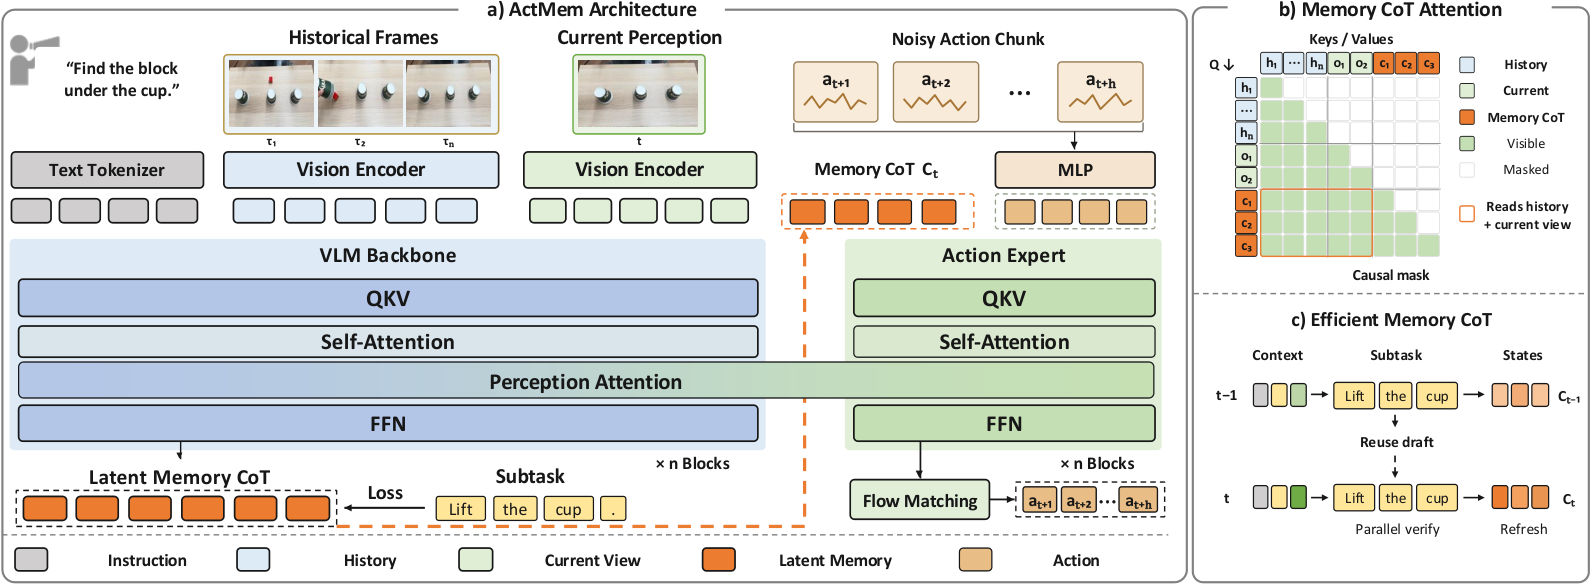 a) ActMem Architecture
Historical Frames
Current Perception
Noisy Action Chunk
“Find the block
under the cup.”
aₜ₊₁
aₜ₊₂
...
aₜ₊ₕ
τ₁
τ₂
τₙ
t
Text Tokenizer
Vision Encoder
Vision Encoder
Memory CoT Cₜ
MLP
VLM Backbone
Action Expert
QKV
QKV
Self-Attention
Self-Attention
Perception Attention
FFN
FFN
× n Blocks
× n Blocks
Latent Memory CoT
Loss
Subtask
Lift
the
cup
.
Flow Matching
aₜ₊₁
aₜ₊₂
...
aₜ₊ₕ
Instruction
History
Current View
Latent Memory
Action
b) Memory CoT Attention
Keys / Values
Q ↓
h₁ ... hₙ o₁ o₂ c₁ c₂ c₃
h₁
...
hₙ
o₁
o₂
c₁
c₂
c₃
History
Current
Memory CoT
Visible
Masked
Reads history
+ current view
Causal mask
c) Efficient Memory CoT
Context
Subtask
States
t−1
Lift
the
cup
Cₜ₋₁
Reuse draft
t
Lift
the
cup
Cₜ
Parallel verify
Refresh